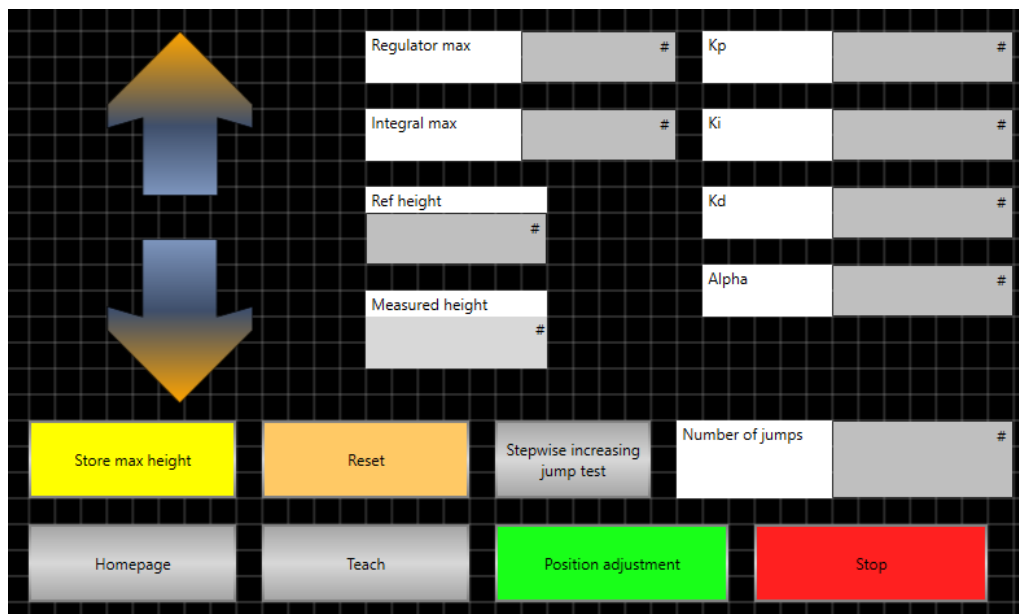 Regulator max #
Kp #
Integral max #
Ki #
Ref height
#
Kd #
Alpha #
Measured height
#
Store max height
Reset
Stepwise increasing
jump test
Number of jumps #
Homepage
Teach
Position adjustment
Stop